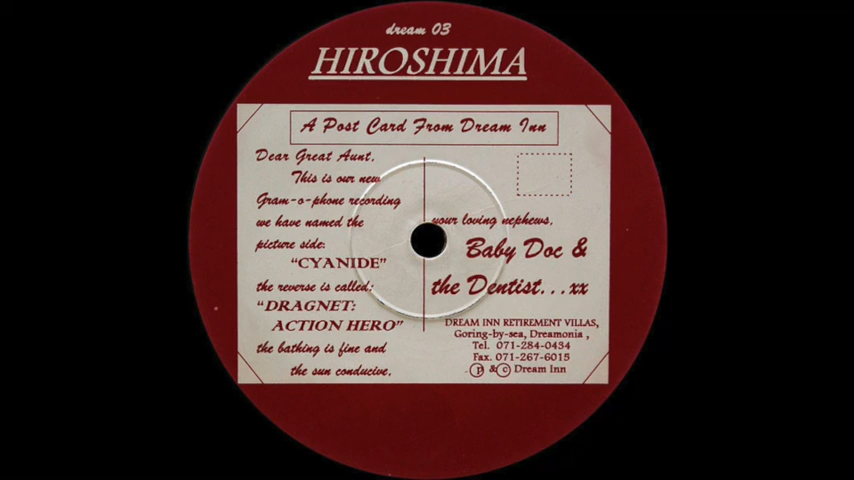 dream 03
HIROSHIMA
A Post Card From Dream Inn
Dear Great Aunt,
This is our new
Gram-o-phone recording
we have named the
picture side:
"CYANIDE"
the reverse is called:
"DRAGNET:
ACTION HERO"
the bathing is fine and
the sun conducive,
your loving nephews,
Baby Doc &
the Dentist...xx
DREAM INN RETIREMENT VILLAS,
Goring-by-sea, Dreamonia ,
Tel. 071-284-0434
Fax. 071-267-6015
Ⓟ & © Dream Inn